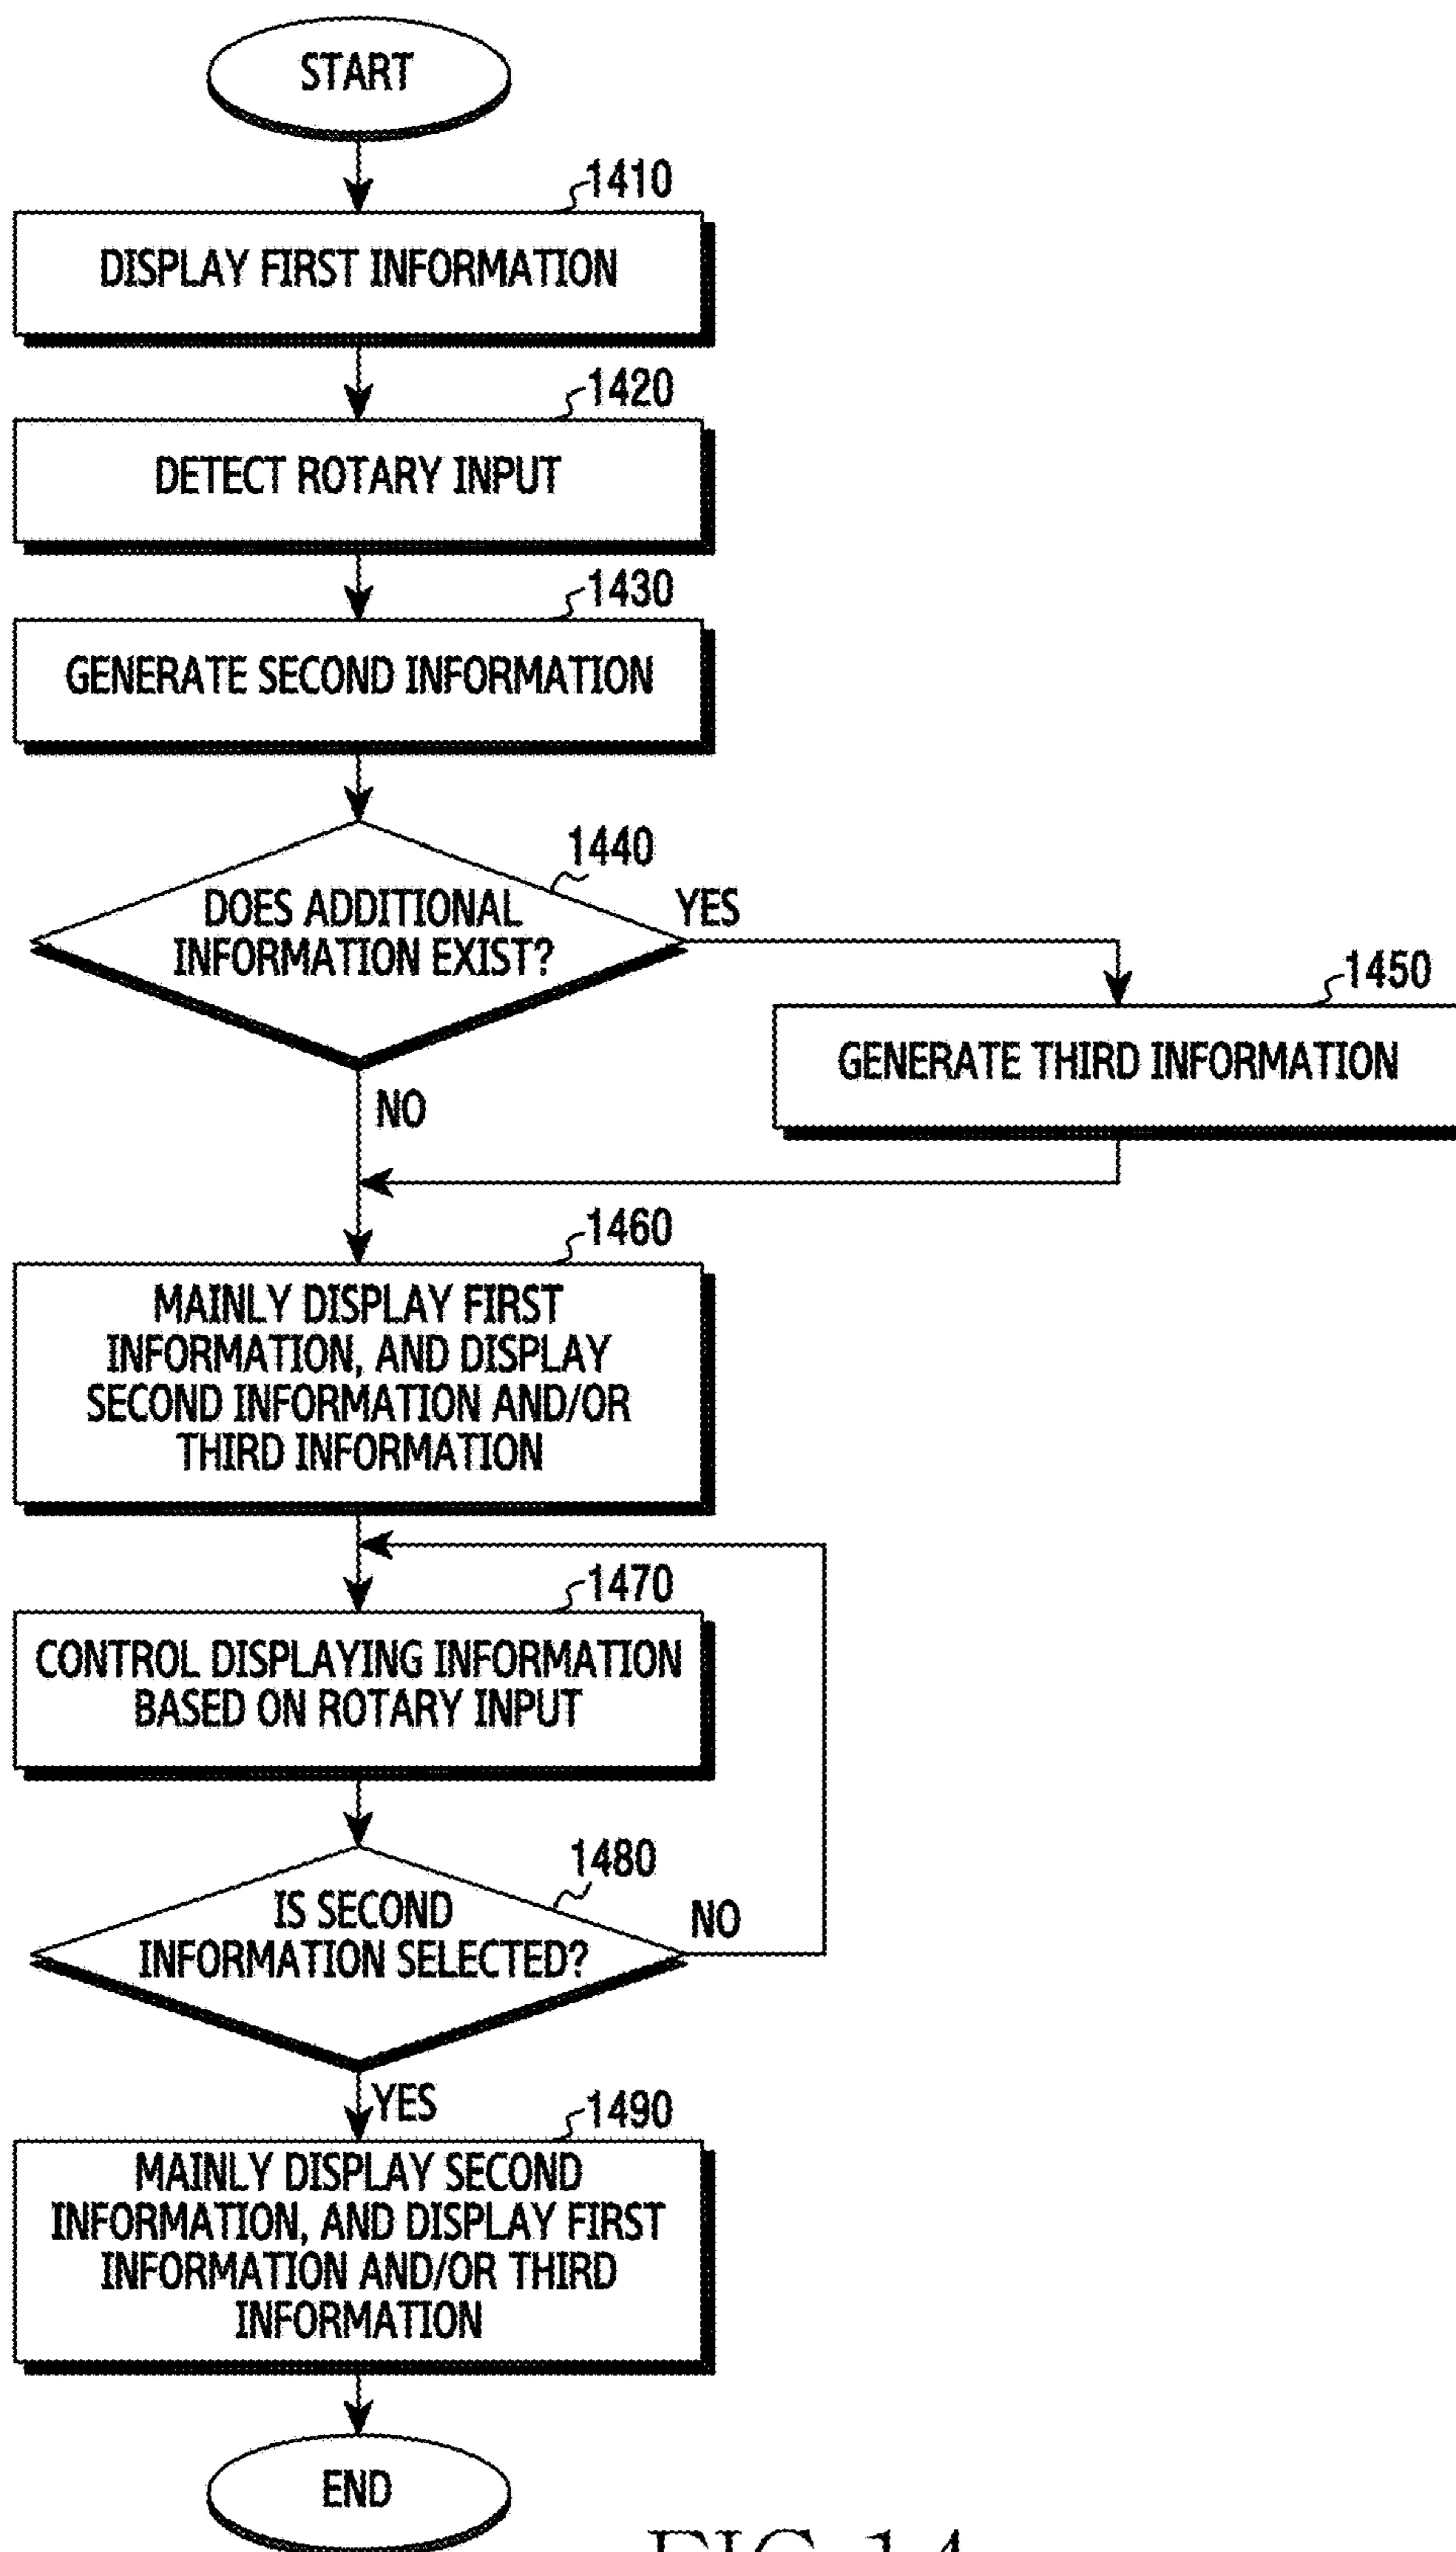 START
1410
DISPLAY FIRST INFORMATION
1420
DETECT ROTARY INPUT
1430
GENERATE SECOND INFORMATION
1440
DOES ADDITIONAL
INFORMATION EXIST?
YES
1450
GENERATE THIRD INFORMATION
NO
1460
MAINLY DISPLAY FIRST
INFORMATION, AND DISPLAY
SECOND INFORMATION AND/OR
THIRD INFORMATION
1470
CONTROL DISPLAYING INFORMATION
BASED ON ROTARY INPUT
1480
IS SECOND
INFORMATION SELECTED?
NO
YES
1490
MAINLY DISPLAY SECOND
INFORMATION, AND DISPLAY FIRST
INFORMATION AND/OR THIRD
INFORMATION
END
FIG. 14